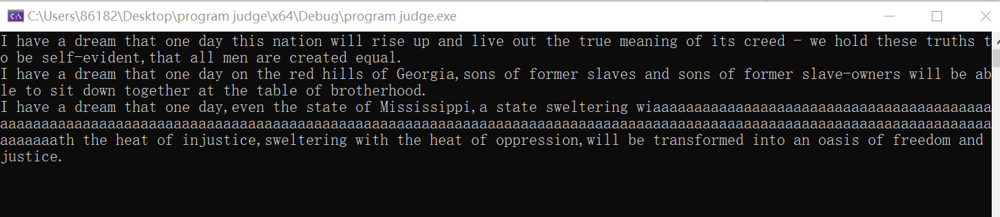 C:\Users\86182\Desktop\program judge\x64\Debug\program judge.exe
I have a dream that one day this nation will rise up and live out the true meaning of its creed - we hold these truths t
o be self-evident,that all men are created equal.
I have a dream that one day on the red hills of Georgia,sons of former slaves and sons of former slave-owners will be ab
le to sit down together at the table of brotherhood.
I have a dream that one day,even the state of Mississippi,a state sweltering wiaaaaaaaaaaaaaaaaaaaaaaaaaaaaaaaaaaaaaaaaa
aaaaaaaaaaaaaaaaaaaaaaaaaaaaaaaaaaaaaaaaaaaaaaaaaaaaaaaaaaaaaaaaaaaaaaaaaaaaaaaaaaaaaaaaaaaaaaaaaaaaaaaaaaaaaaaaaaaaaaaa
aaaaaaath the heat of injustice,sweltering with the heat of oppression,will be transformed into an oasis of freedom and
justice.